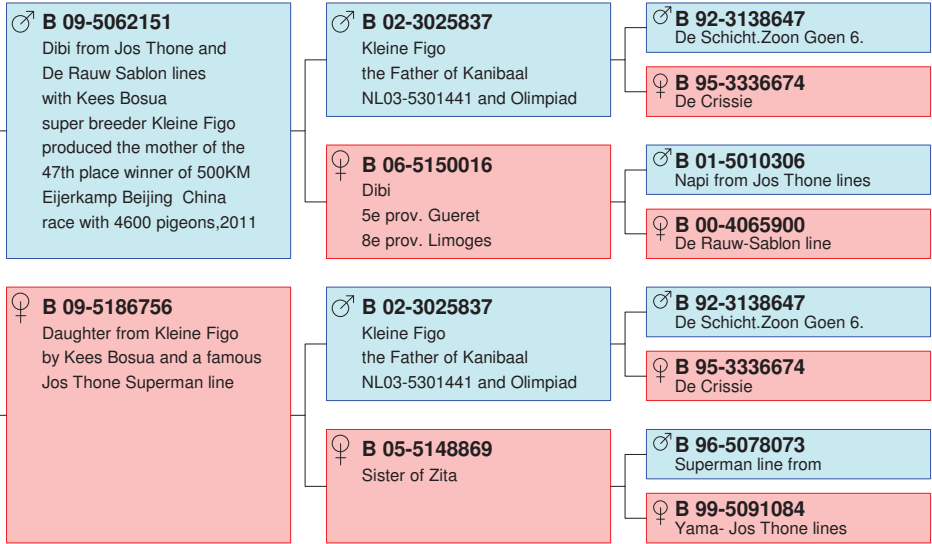 B 09-5062151
Dibi from Jos Thone and
De Rauw Sablon lines
with Kees Bosua
super breeder Kleine Figo
produced the mother of the
47th place winner of 500KM
Eijerkamp Beijing China
race with 4600 pigeons,2011
B 02-3025837
Kleine Figo
the Father of Kanibaal
NL03-5301441 and Olimpiad
B 92-3138647
De Schicht.Zoon Goen 6.
B 95-3336674
De Crissie
B 06-5150016
Dibi
5e prov. Gueret
8e prov. Limoges
B 01-5010306
Napi from Jos Thone lines
B 00-4065900
De Rauw-Sablon line
B 09-5186756
Daughter from Kleine Figo
by Kees Bosua and a famous
Jos Thone Superman line
B 02-3025837
Kleine Figo
the Father of Kanibaal
NL03-5301441 and Olimpiad
B 92-3138647
De Schicht.Zoon Goen 6.
B 95-3336674
De Crissie
B 05-5148869
Sister of Zita
B 96-5078073
Superman line from
B 99-5091084
Yama- Jos Thone lines